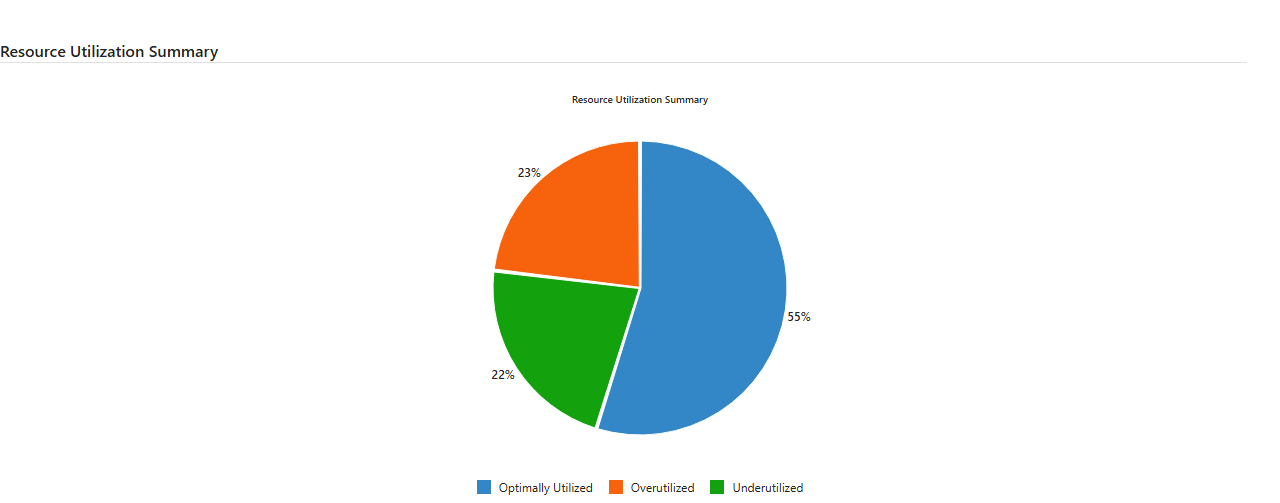 Resource Utilization Summary
Resource Utilization Summary
23%
55%
22%
Optimally Utilized Overutilized Underutilized